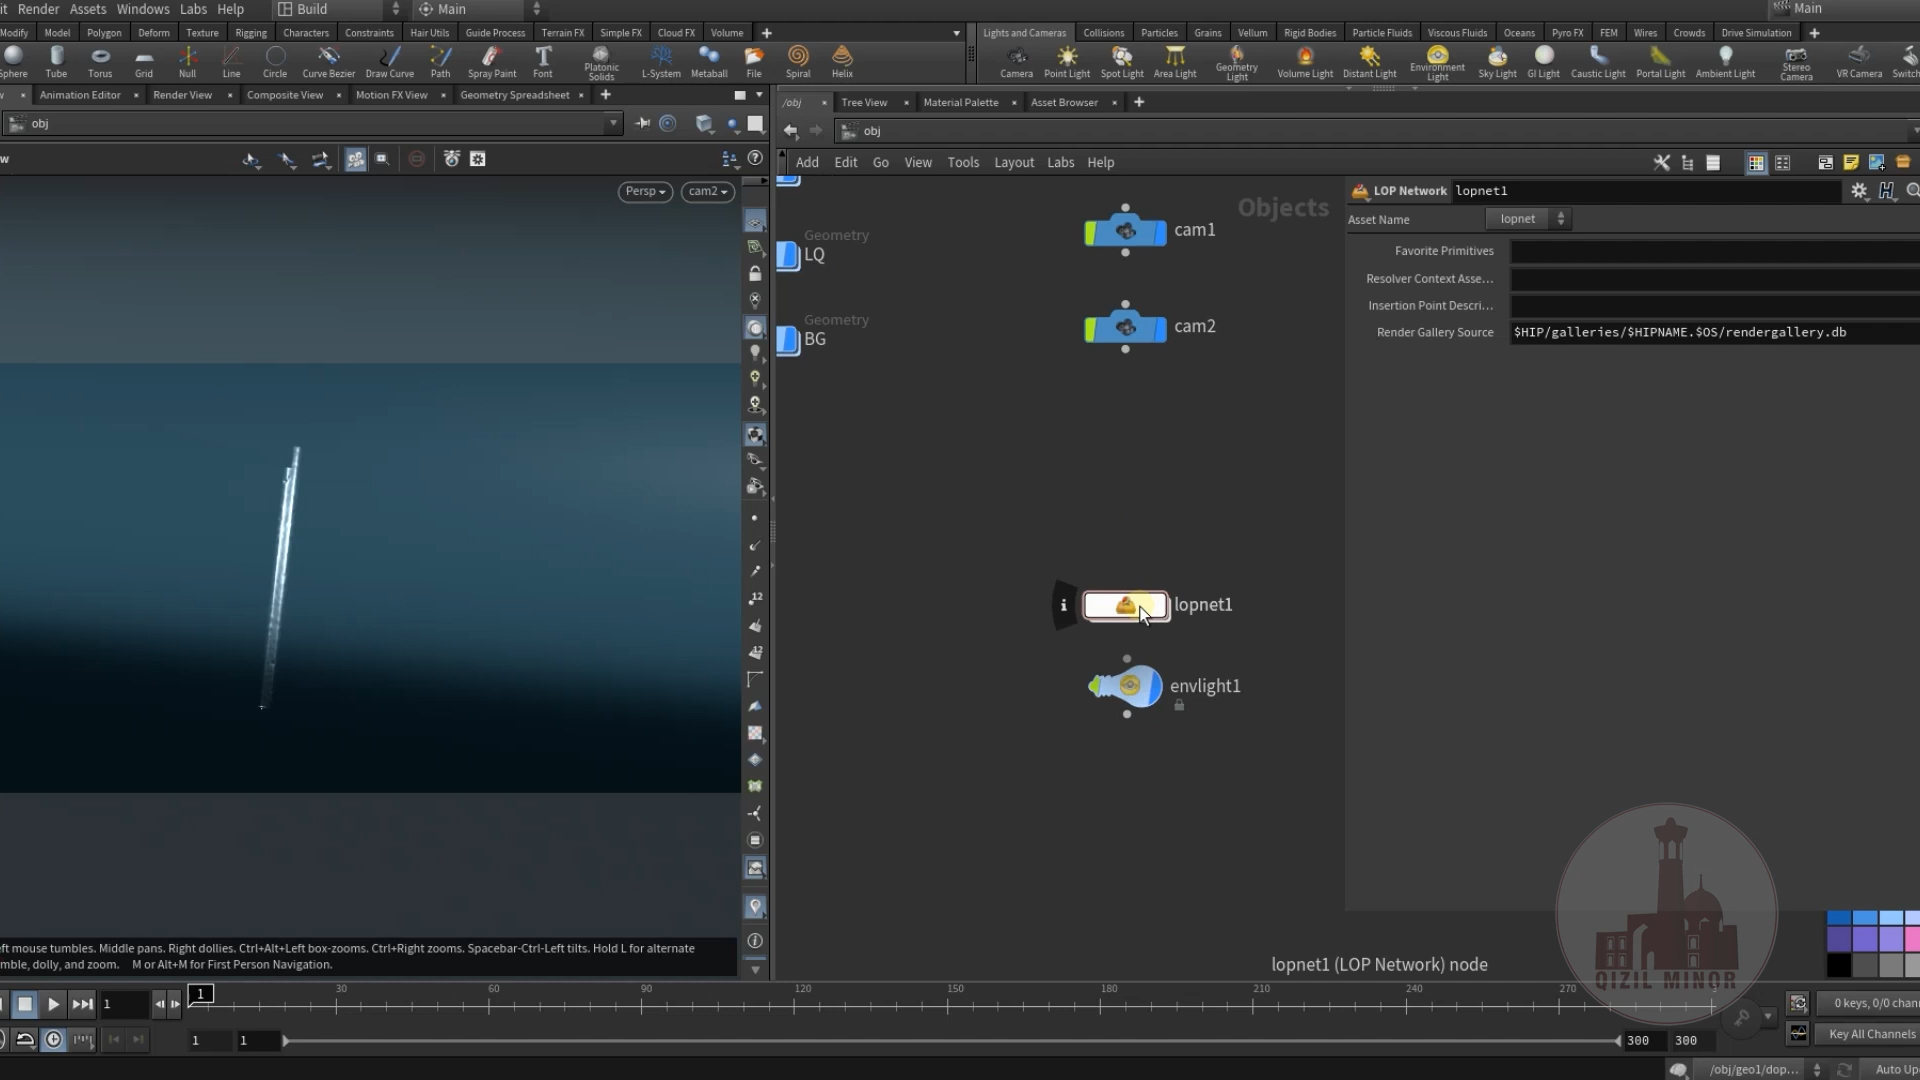 it Render Assets Windows Labs Help Build Main Main
Modify Model Polygon Deform Texture Rigging Characters Constraints Hair Utils Guide Process Terrain FX Simple FX Cloud FX Volume
Lights and Cameras Collisions Particles Grains Vellum Rigid Bodies Particle Fluids Viscous Fluids Oceans Pyro FX FEM Wires Crowds Drive Simulation
Sphere Tube Torus Grid Null Line Circle Curve Bezier Draw Curve Path Spray Paint Font Platonic Solids L-System Metaball File Spiral Helix
Camera Point Light Spot Light Area Light Geometry Light Volume Light Distant Light Environment Light Sky Light GI Light Caustic Light Portal Light Ambient Light Stereo Camera VR Camera Switch
Animation Editor Render View Composite View Motion FX View Geometry Spreadsheet
/obj Tree View Material Palette Asset Browser
obj
obj
Add Edit Go View Tools Layout Labs Help
w
Persp cam2
LOP Network lopnet1
Asset Name lopnet
Favorite Primitives
Resolver Context Asse...
Insertion Point Descri...
Render Gallery Source $HIP/galleries/$HIPNAME.$OS/rendergallery.db
Objects
Geometry
LQ
cam1
Geometry
BG
cam2
lopnet1
envlight1
12
12
lopnet1 (LOP Network) node
QIZIL MINOR
ft mouse tumbles. Middle pans. Right dollies. Ctrl+Alt+Left box-zooms. Ctrl+Right zooms. Spacebar-Ctrl-Left tilts. Hold L for alternate
mble, dolly, and zoom. M or Alt+M for First Person Navigation.
1 1 30 60 90 120 150 180 210 240 270
0 keys, 0/0 chann
1 1 300 300
Key All Channels
/obj/geo1/dop... Auto Up